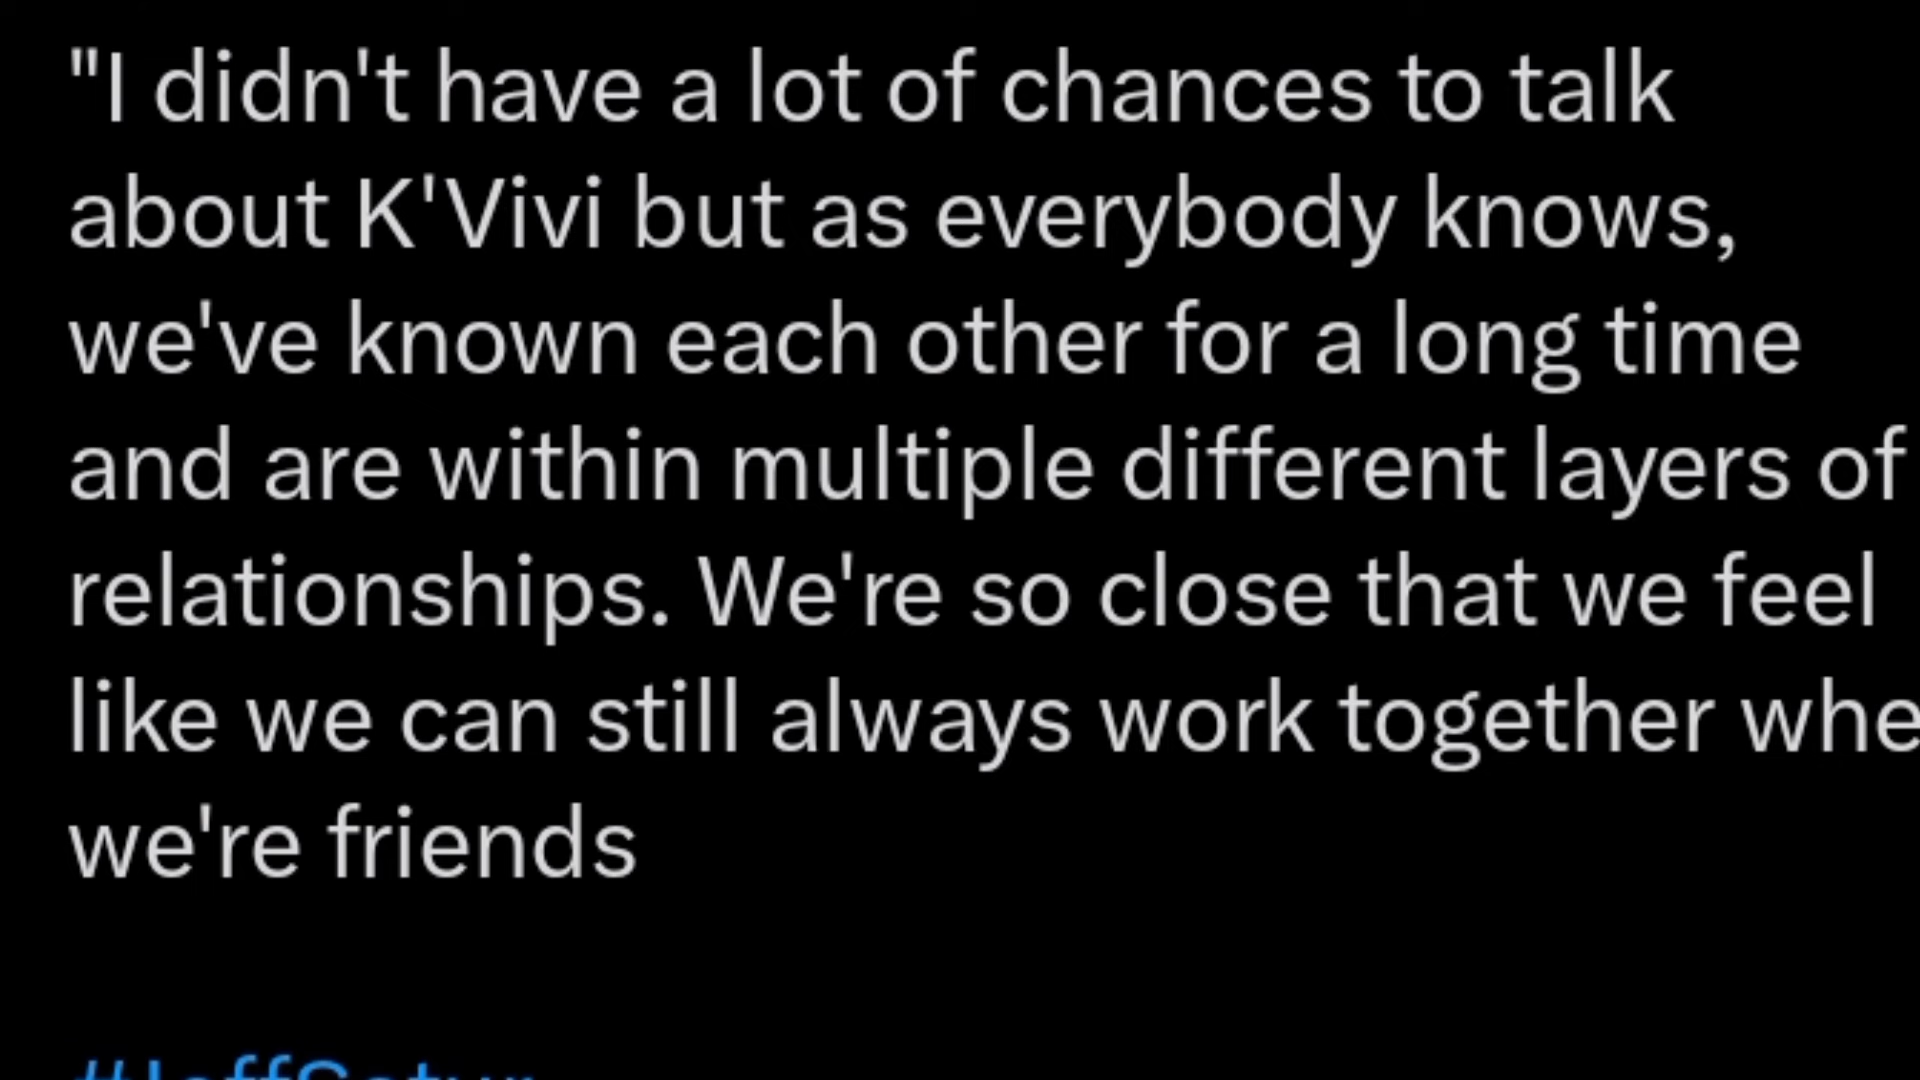 "I didn't have a lot of chances to talk
about K'Vivi but as everybody knows,
we've known each other for a long time
and are within multiple different layers of
relationships. We're so close that we feel
like we can still always work together whe
we're friends
#JeffSatur